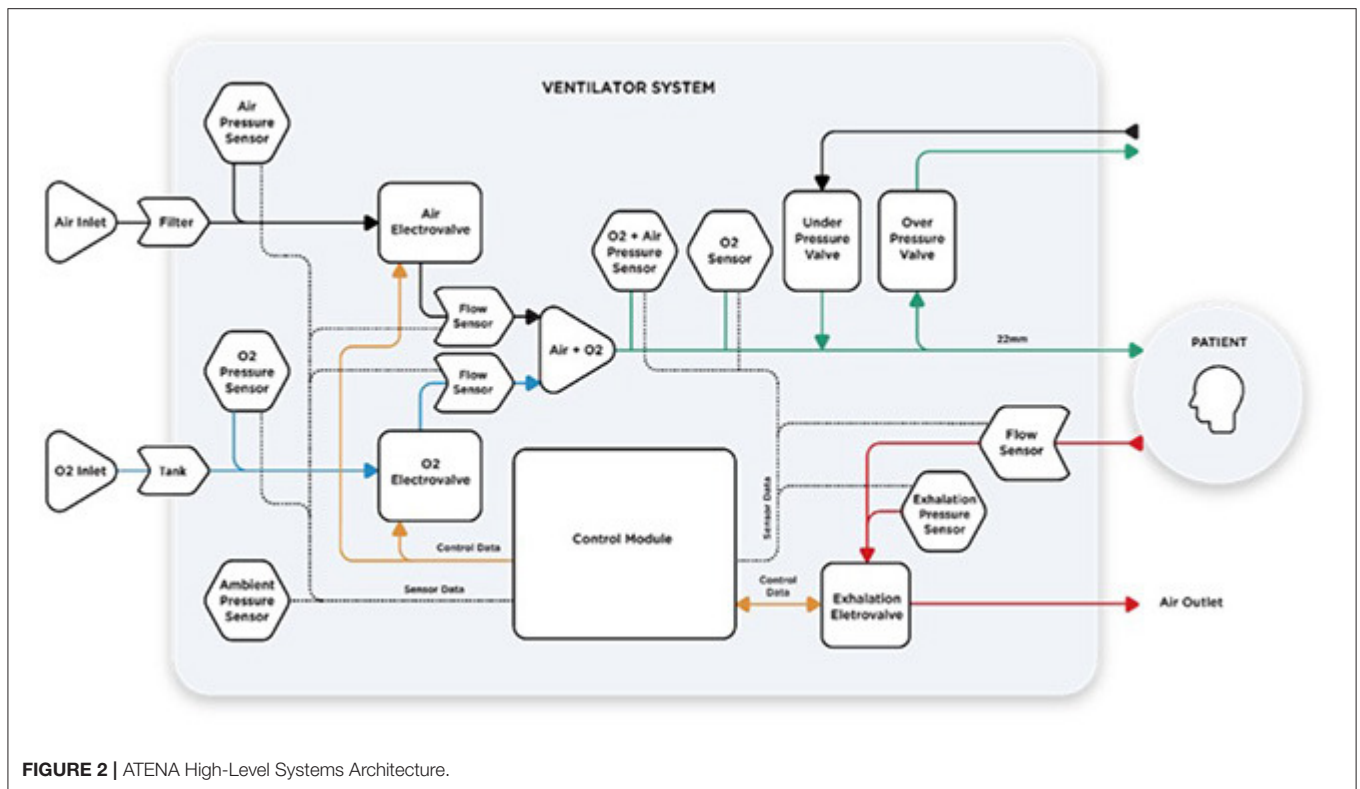 VENTILATOR SYSTEM
Air
Pressure
Sensor
Air Inlet
Filter
Air
Electrovalve
O2 + Air
Pressure
Sensor
O2
Sensor
Under
Pressure
Valve
Over
Pressure
Valve
Flow
Sensor
Air + O2
22mm
PATIENT
O2
Pressure
Sensor
Flow
Sensor
O2 Inlet
Tank
O2
Electrovalve
Flow
Sensor
Exhalation
Pressure
Sensor
Sensor Data
Control Module
Control Data
Ambient
Pressure
Sensor
Sensor Data
Control
Data
Exhalation
Eletrovalve
Air Outlet
FIGURE 2 | ATENA High-Level Systems Architecture.